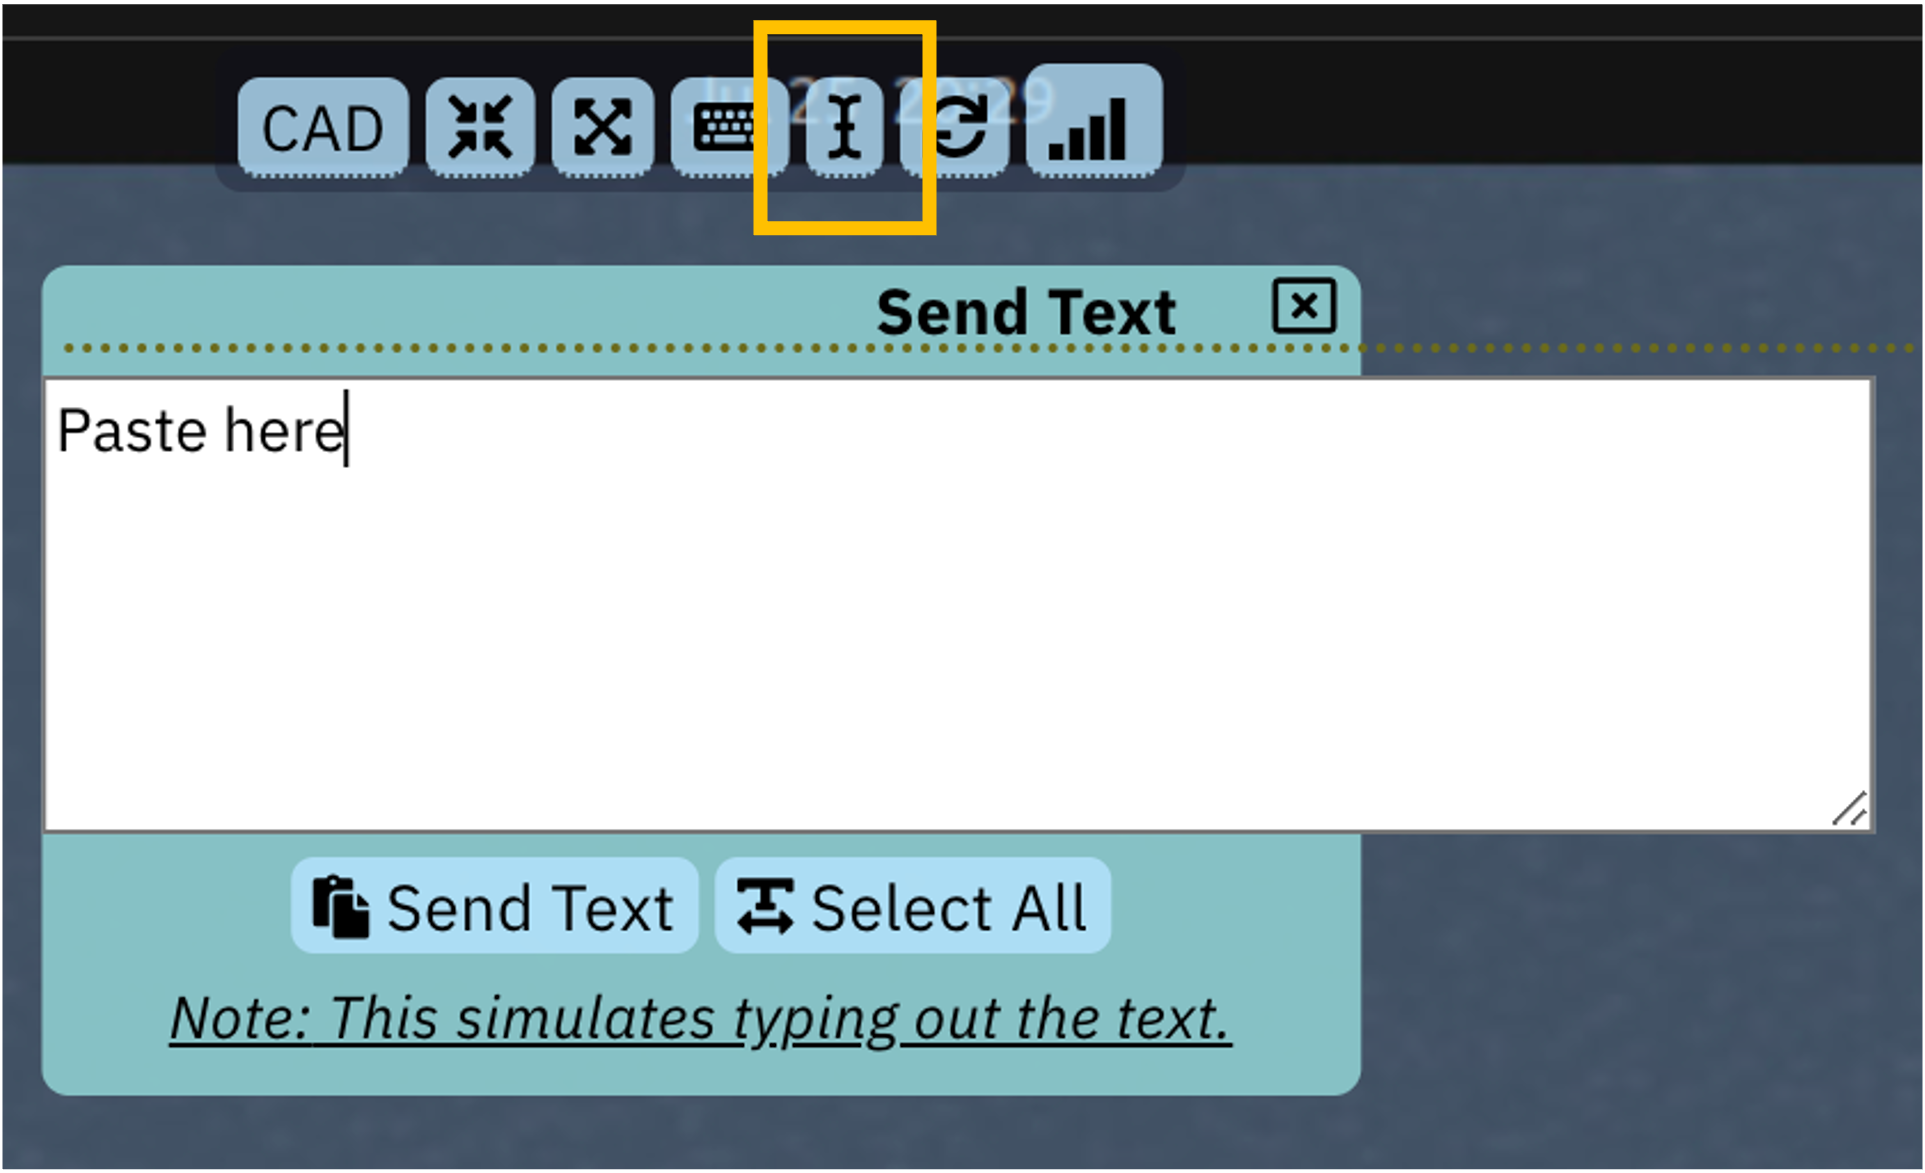 CAD
Send Text
Paste here
Send Text Select All
Note: This simulates typing out the text.